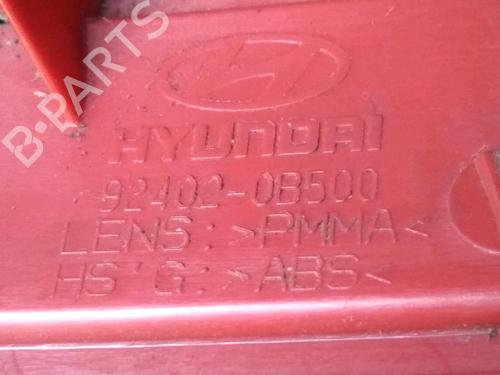 B-PARTS
HYUNDAI
92402-0B500
LENS: >PMMA<
HS'G: >ABS<